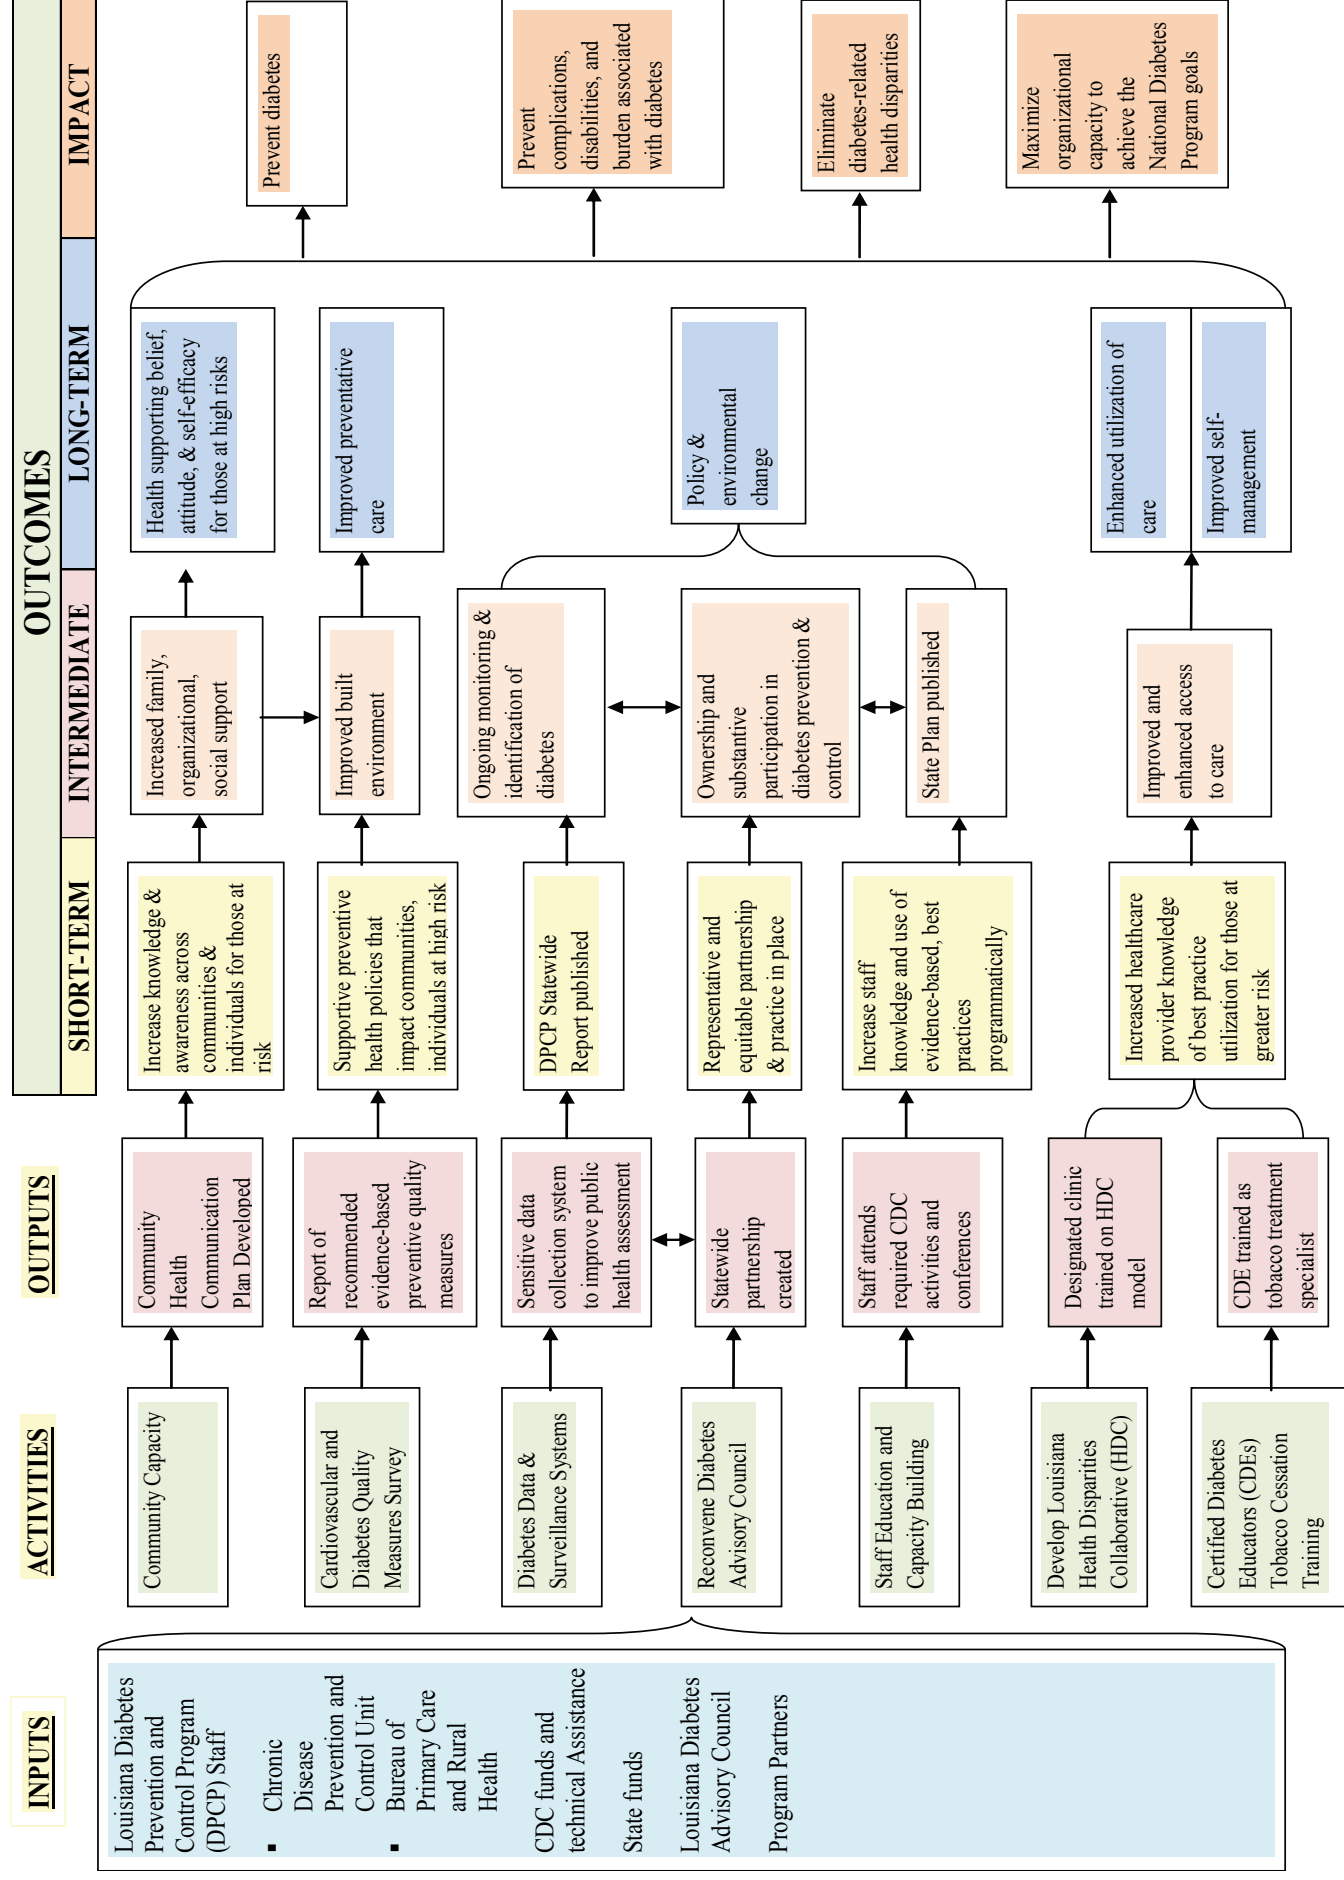 OUTCOMES
INPUTS
ACTIVITIES
OUTPUTS
SHORT-TERM
INTERMEDIATE
LONG-TERM
IMPACT
Louisiana Diabetes
Prevention and
Control Program
(DPCP) Staff
▪ Chronic
Disease
Prevention and
Control Unit
▪ Bureau of
Primary Care
and Rural
Health
CDC funds and
technical Assistance
State funds
Louisiana Diabetes
Advisory Council
Program Partners
Community Capacity
Cardiovascular and
Diabetes Quality
Measures Survey
Diabetes Data &
Surveillance Systems
Reconvene Diabetes
Advisory Council
Staff Education and
Capacity Building
Develop Louisiana
Health Disparities
Collaborative (HDC)
Certified Diabetes
Educators (CDEs)
Tobacco Cessation
Training
Community
Health
Communication
Plan Developed
Report of
recommended
evidence-based
preventive quality
measures
Sensitive data
collection system
to improve public
health assessment
Statewide
partnership
created
Staff attends
required CDC
activities and
conferences
Designated clinic
trained on HDC
model
CDE trained as
tobacco treatment
specialist
Increase knowledge &
awareness across
communities &
individuals for those at
risk
Supportive preventive
health policies that
impact communities,
individuals at high risk
DPCP Statewide
Report published
Representative and
equitable partnership
& practice in place
Increase staff
knowledge and use of
evidence-based, best
practices
programmatically
Increased healthcare
provider knowledge
of best practice
utilization for those at
greater risk
Increased family,
organizational,
social support
Improved built
environment
Ongoing monitoring &
identification of
diabetes
Ownership and
substantive
participation in
diabetes prevention &
control
State Plan published
Improved and
enhanced access
to care
Health supporting belief,
attitude, & self-efficacy
for those at high risks
Improved preventative
care
Policy &
environmental
change
Enhanced utilization of
care
Improved self-
management
Prevent diabetes
Prevent
complications,
disabilities, and
burden associated
with diabetes
Eliminate
diabetes-related
health disparities
Maximize
organizational
capacity to
achieve the
National Diabetes
Program goals